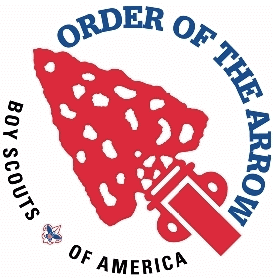 ORDER OF THE ARROW
BOY SCOUTS OF AMERICA